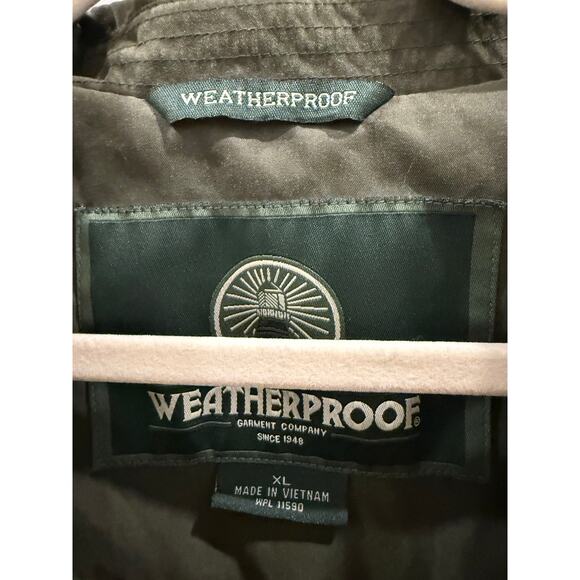 WEATHERPROOF
WEATHERPROOF®
GARMENT COMPANY
SINCE 1948
XL
MADE IN VIETNAM
WPL 11590